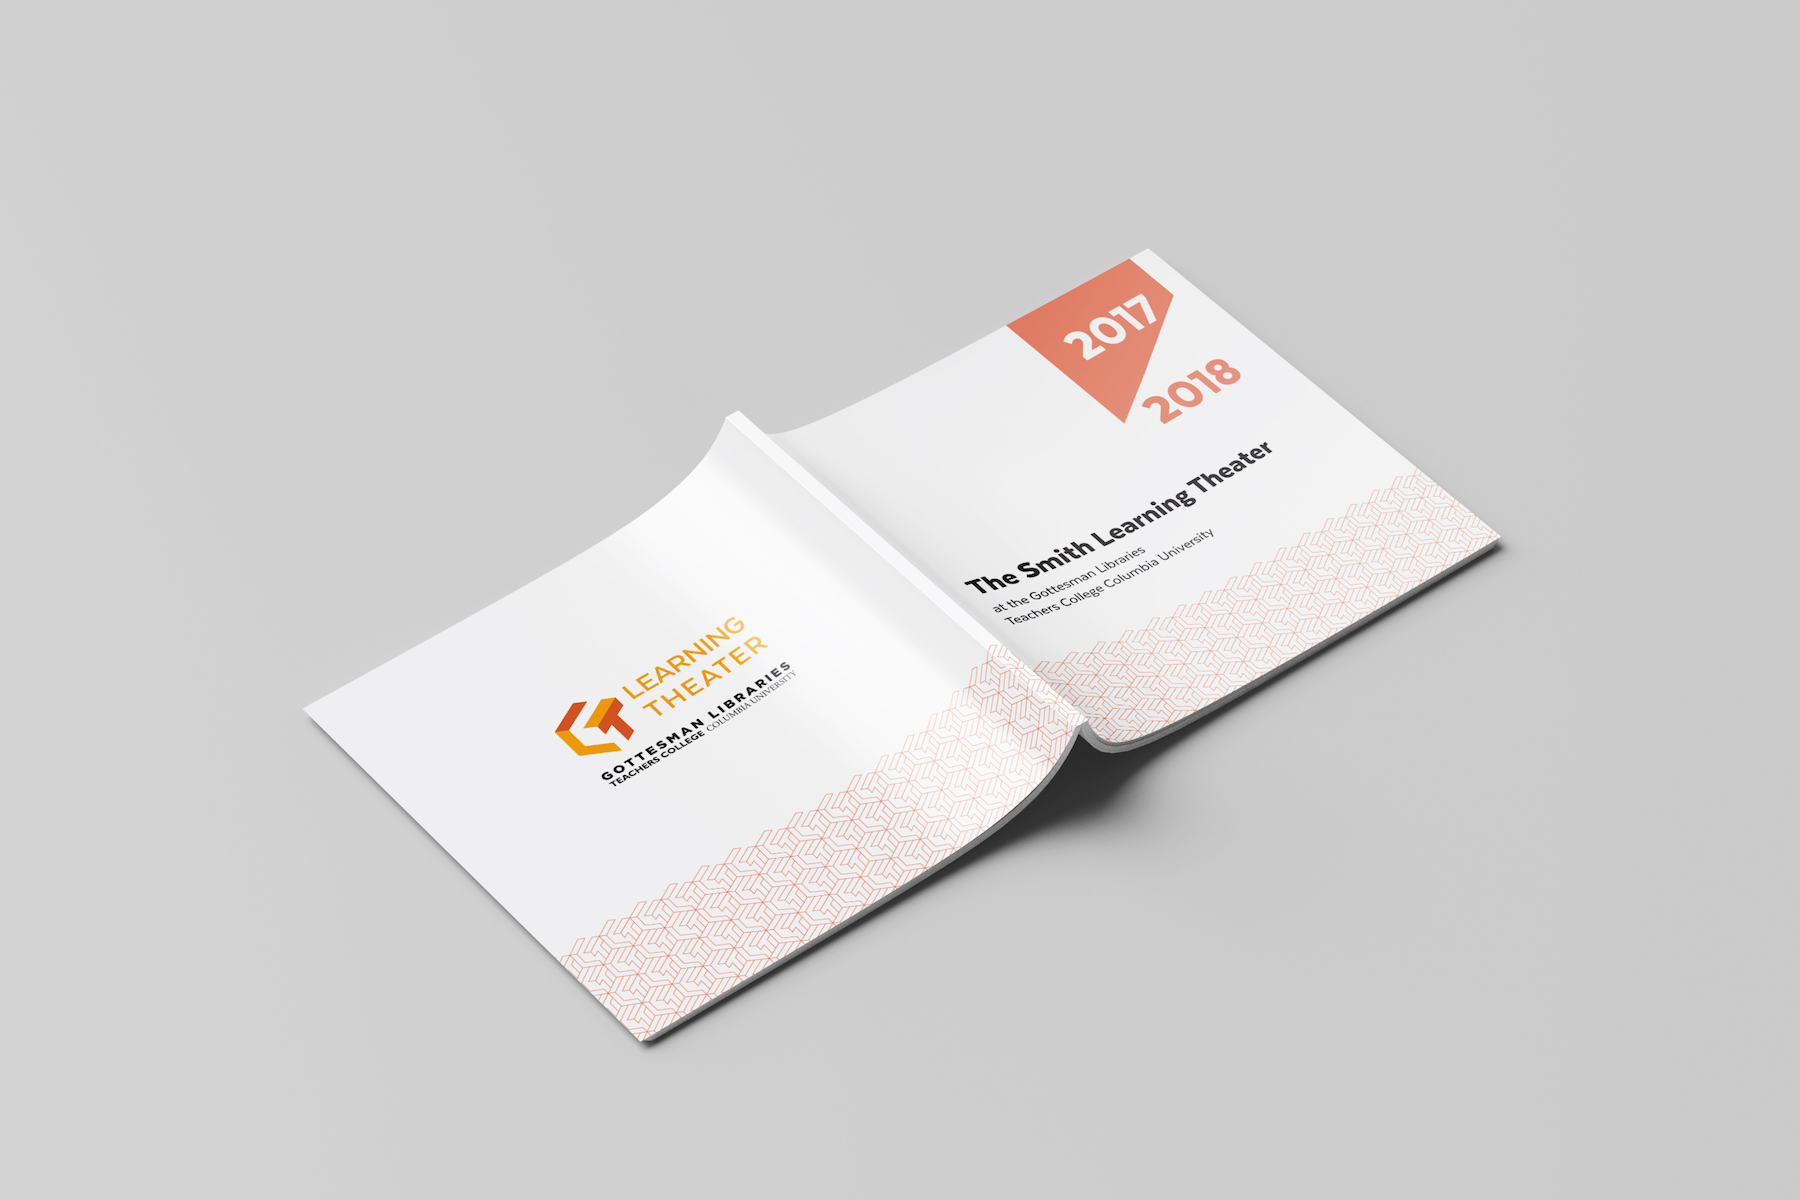 2017
2018
The Smith Learning Theater
at the Gottesman Libraries
Teachers College Columbia University
LEARNING
THEATER
GOTTESMAN LIBRARIES
TEACHERS COLLEGE COLUMBIA UNIVERSITY